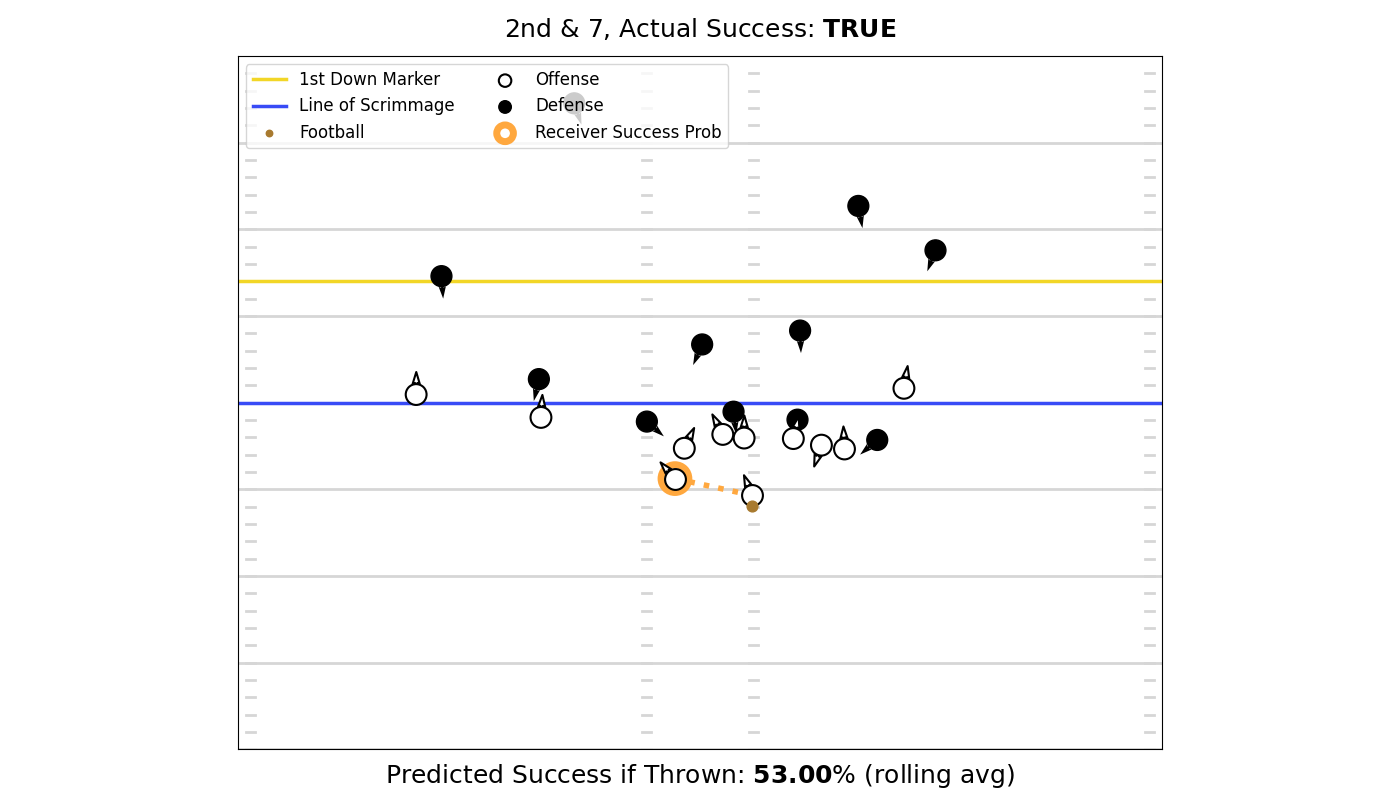 2nd & 7, Actual Success: TRUE
1st Down Marker
Line of Scrimmage
Football
Offense
Defense
Receiver Success Prob
Predicted Success if Thrown: 53.00% (rolling avg)